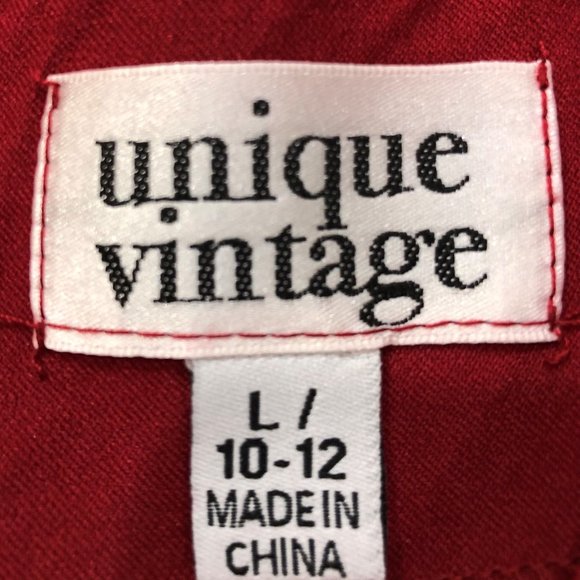 unique
vintage
L /
10-12
MADE IN
CHINA